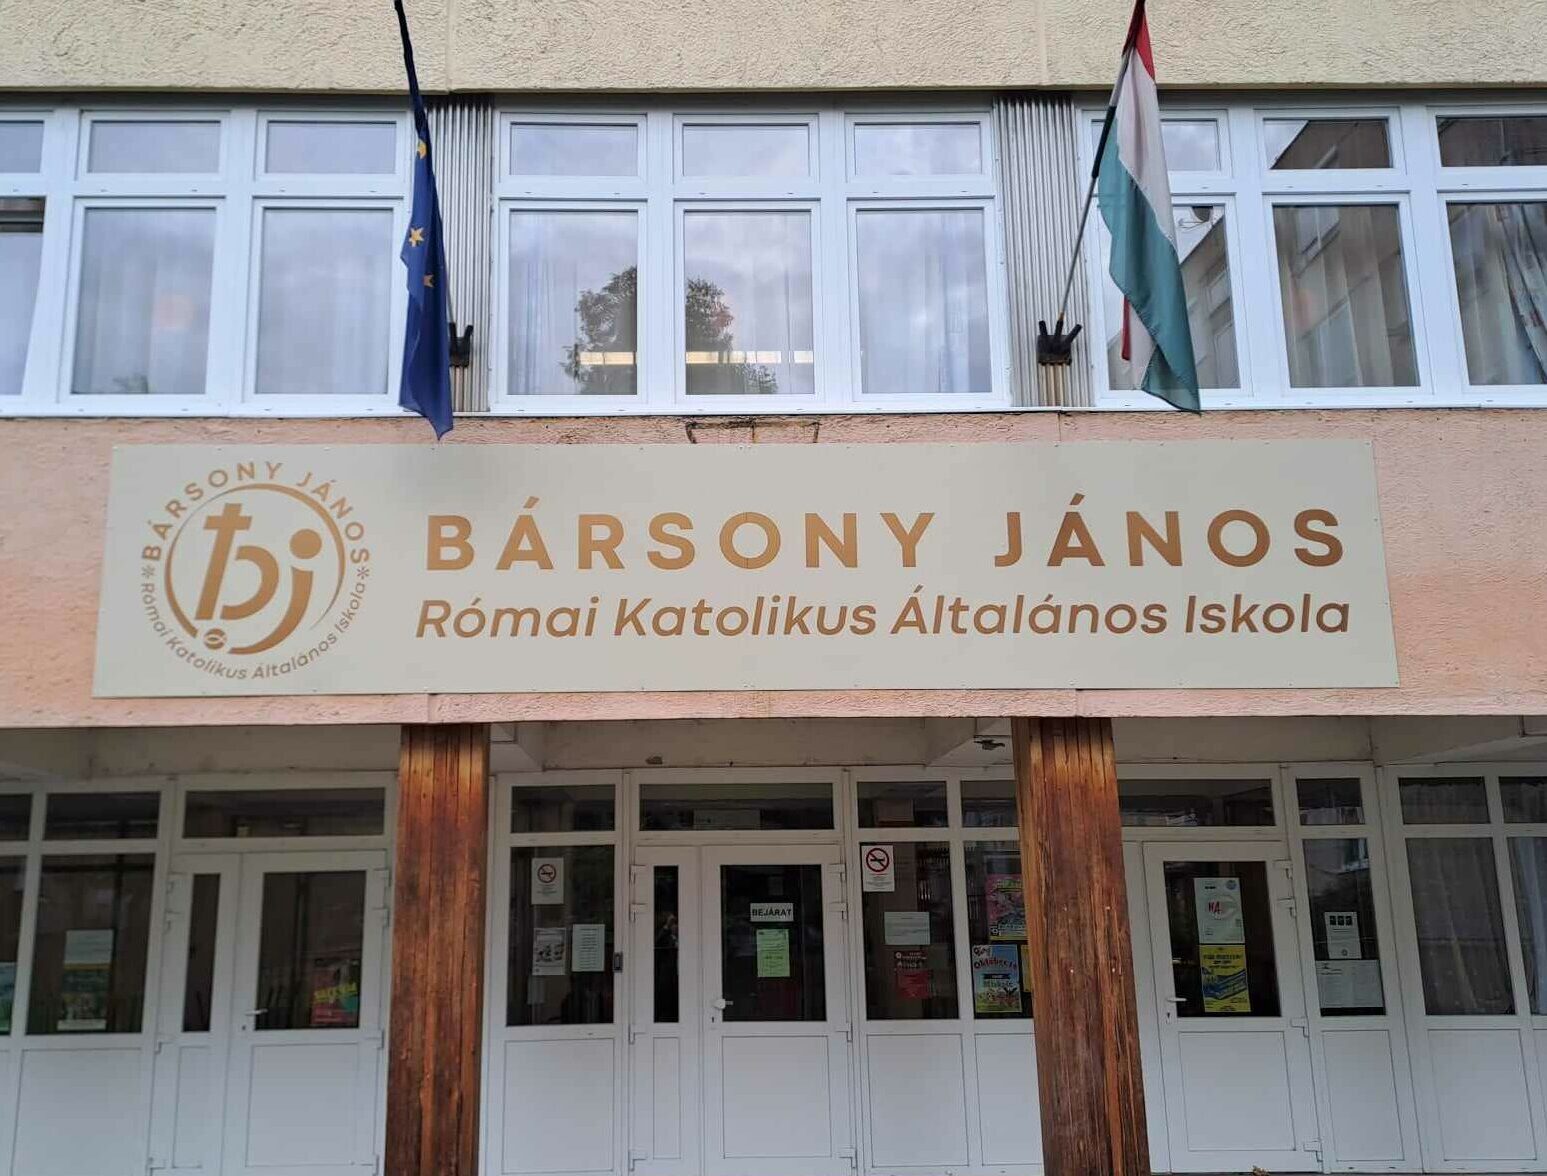 BÁRSONY JÁNOS
Római Katolikus Általános Iskola
bj
BÁRSONY JÁNOS
Római Katolikus Általános Iskola
BEJÁRAT